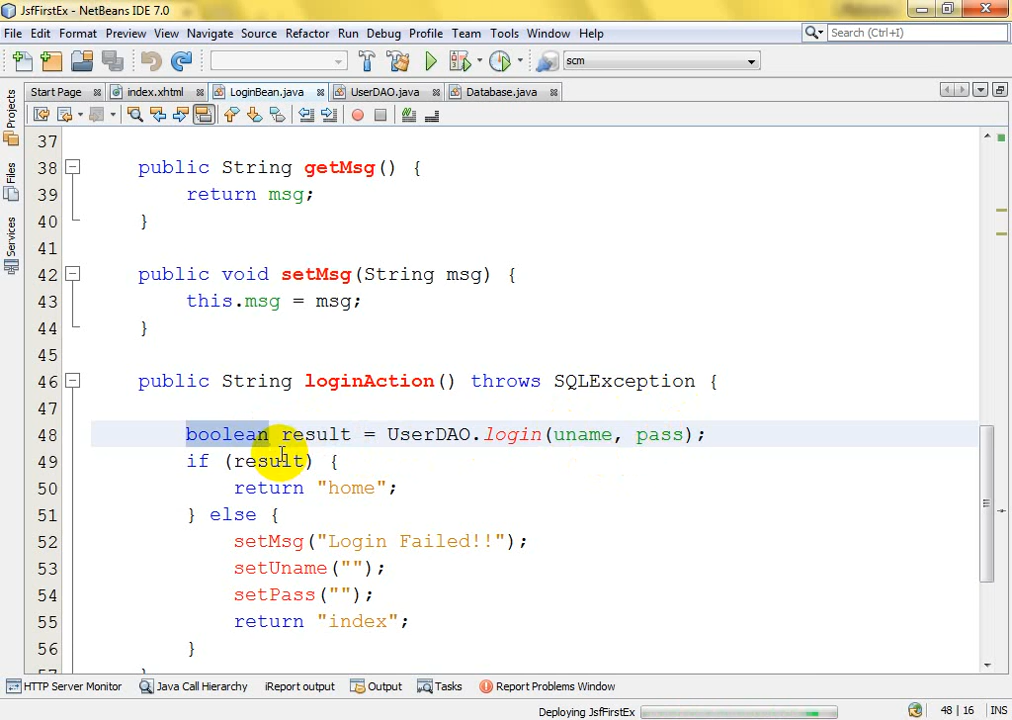 JsfFirstEx - NetBeans IDE 7.0
File Edit Format Preview View Navigate Source Refactor Run Debug Profile Team Tools Window Help
Search (Ctrl+I)
scm
Start Page index.xhtml LoginBean.java UserDAO.java Database.java
Projects
Files
Services
37
38 public String getMsg() {
39 return msg;
40 }
41
42 public void setMsg(String msg) {
43 this.msg = msg;
44 }
45
46 public String loginAction() throws SQLException {
47
48 boolean result = UserDAO.login(uname, pass);
49 if (result) {
50 return "home";
51 } else {
52 setMsg("Login Failed!!");
53 setUname("");
54 setPass("");
55 return "index";
56 }
57 }
HTTP Server Monitor Java Call Hierarchy iReport output Output Tasks Report Problems Window
Deploying JsfFirstEx 48 | 16 INS